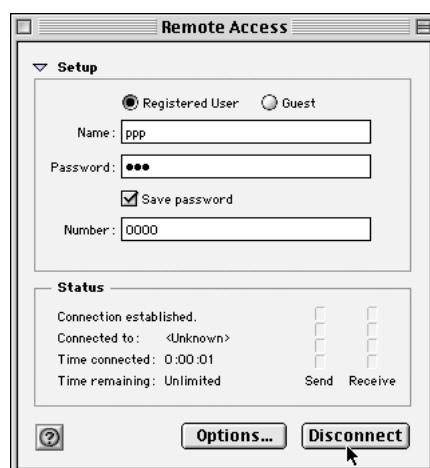 Remote Access
Setup
Registered User Guest
Name: ppp
Password: •••
Save password
Number: 0000
Status
Connection established.
Connected to: <Unknown>
Time connected: 0:00:01
Time remaining: Unlimited Send Receive
? Options... Disconnect